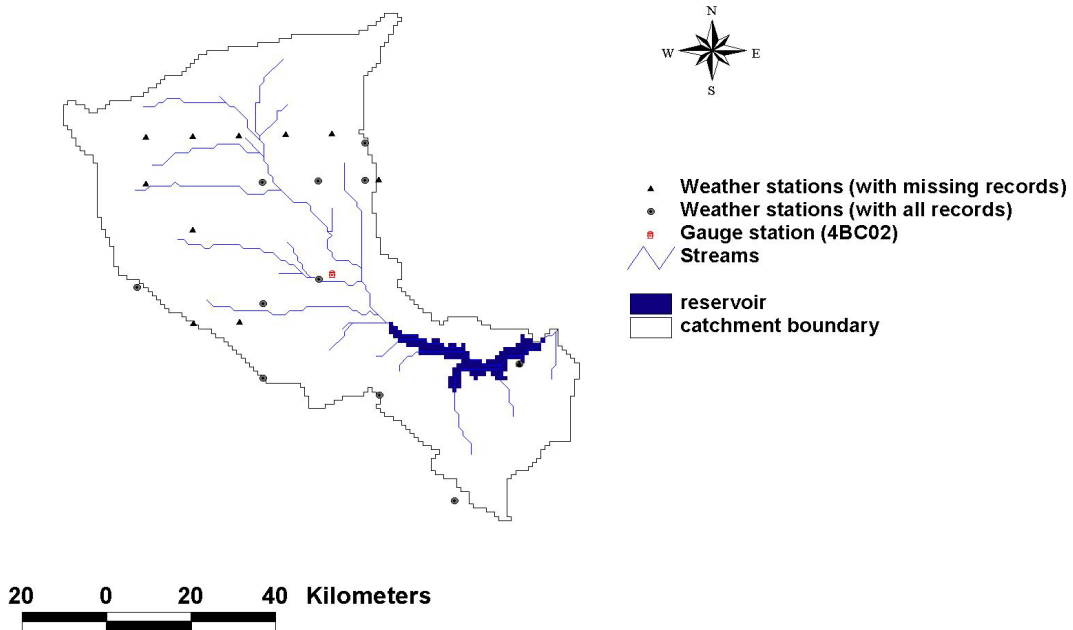 N
W E
S
Weather stations (with missing records)
Weather stations (with all records)
Gauge station (4BC02)
Streams
reservoir
catchment boundary
20 0 20 40 Kilometers